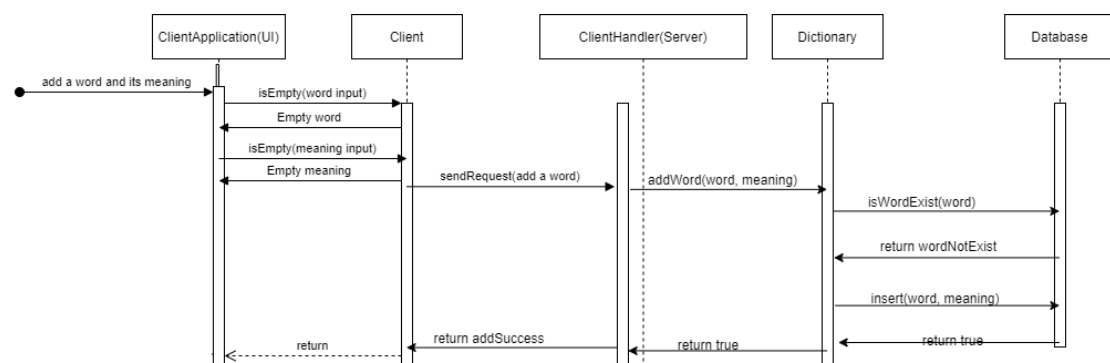 ClientApplication(UI)
Client
ClientHandler(Server)
Dictionary
Database
add a word and its meaning
isEmpty(word input)
Empty word
isEmpty(meaning input)
Empty meaning
sendRequest(add a word)
addWord(word, meaning)
isWordExist(word)
return wordNotExist
insert(word, meaning)
return true
return true
return addSuccess
return